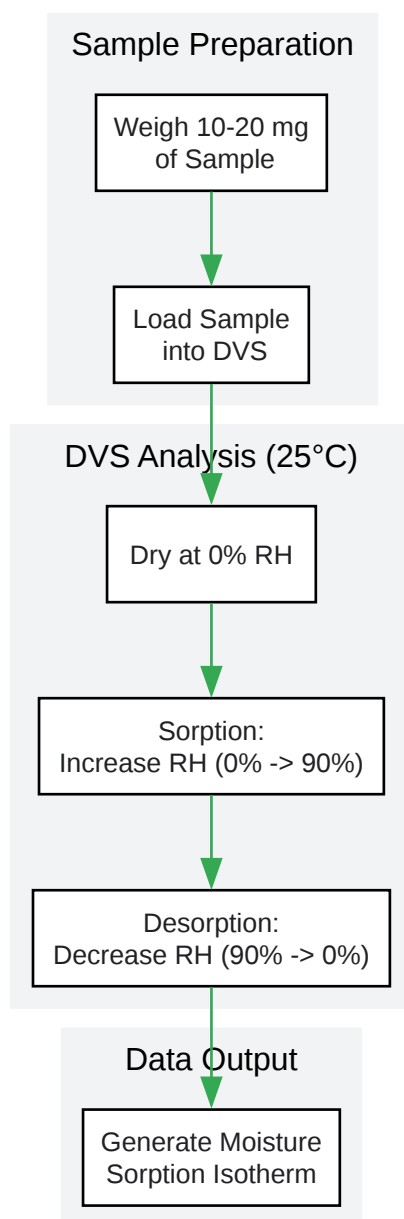 Sample Preparation
Weigh 10-20 mg
of Sample
Load Sample
into DVS
DVS Analysis (25°C)
Dry at 0% RH
Sorption:
Increase RH (0% -> 90%)
Desorption:
Decrease RH (90% -> 0%)
Data Output
Generate Moisture
Sorption Isotherm